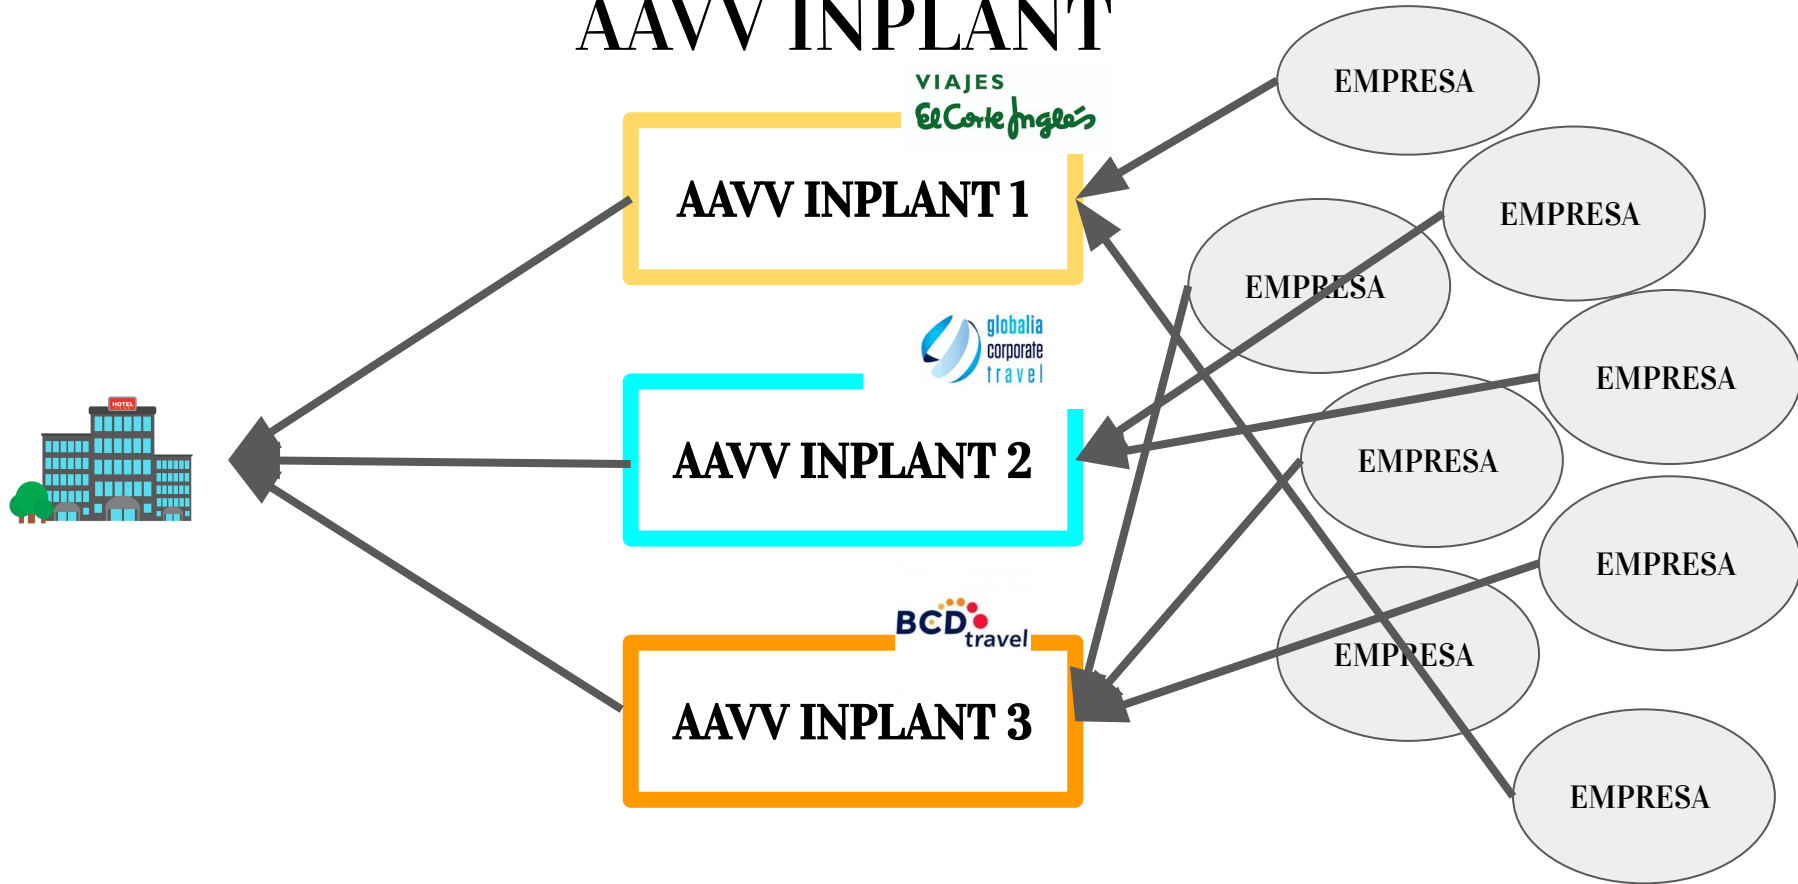 AAVV INPLANT
VIAJES
El Corte Inglés
AAVV INPLANT 1
globalia
corporate
travel
AAVV INPLANT 2
BCD
travel
AAVV INPLANT 3
HOTEL
EMPRESA
EMPRESA
EMPRESA
EMPRESA
EMPRESA
EMPRESA
EMPRESA
EMPRESA